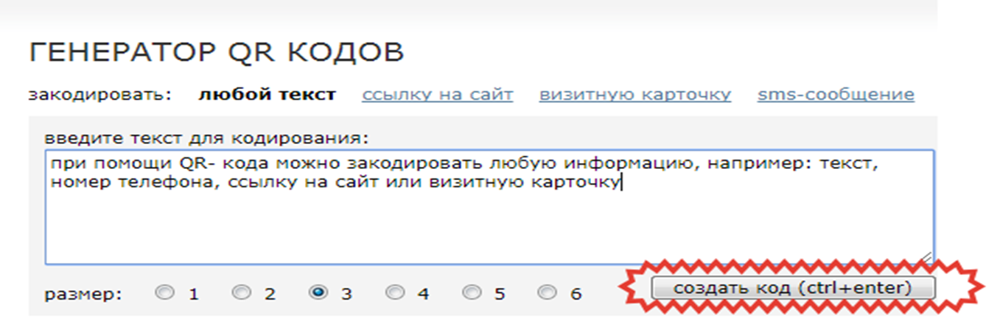 ГЕНЕРАТОР QR КОДОВ
закодировать: любой текст ссылку на сайт визитную карточку sms-сообщение
введите текст для кодирования:
при помощи QR- кода можно закодировать любую информацию, например: текст,
номер телефона, ссылку на сайт или визитную карточку
размер: 1 2 3 4 5 6 создать код (ctrl+enter)